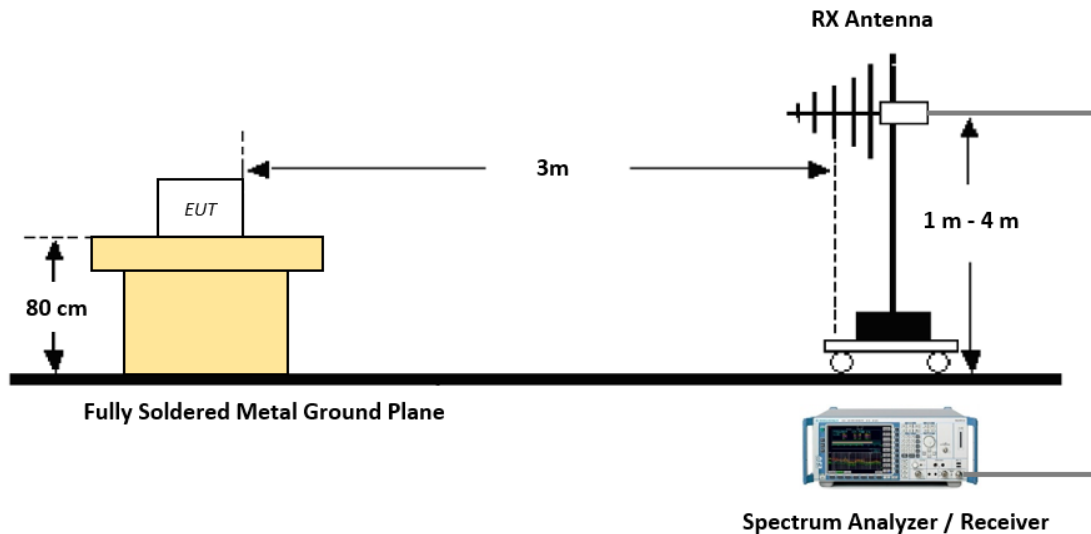 RX Antenna
3m
EUT
1 m - 4 m
80 cm
Fully Soldered Metal Ground Plane
Spectrum Analyzer / Receiver